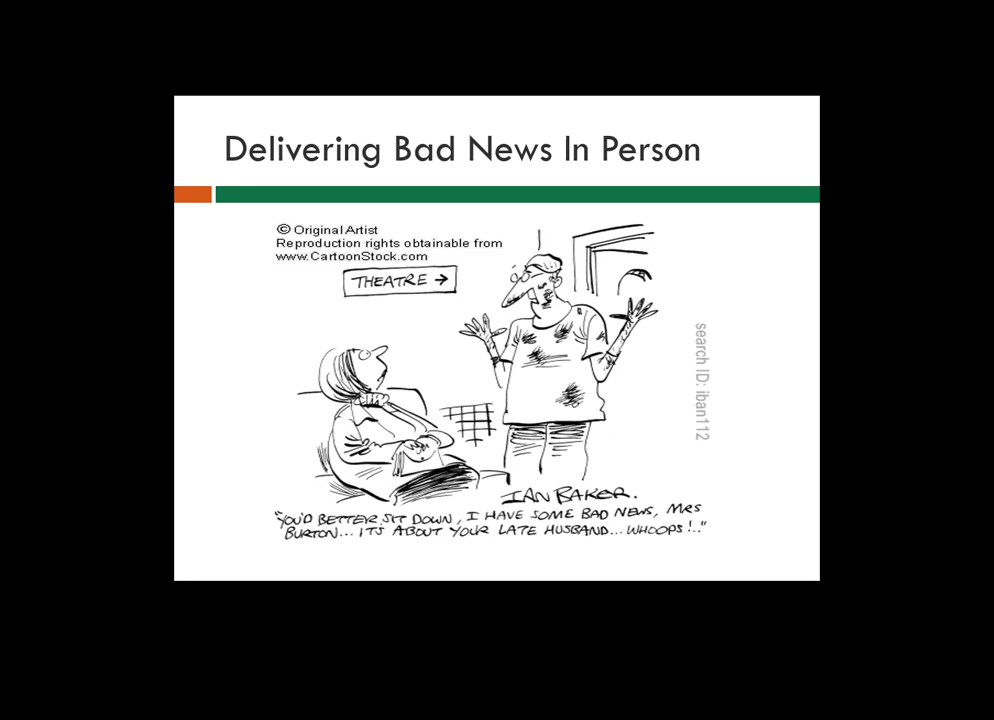 Delivering Bad News In Person
© Original Artist
Reproduction rights obtainable from
www.CartoonStock.com
THEATRE →
search ID: iban112
IAN BAKER.
"YOU'D BETTER SIT DOWN, I HAVE SOME BAD NEWS, MRS
BURTON... IT'S ABOUT YOUR LATE HUSBAND... WHOOPS!.."